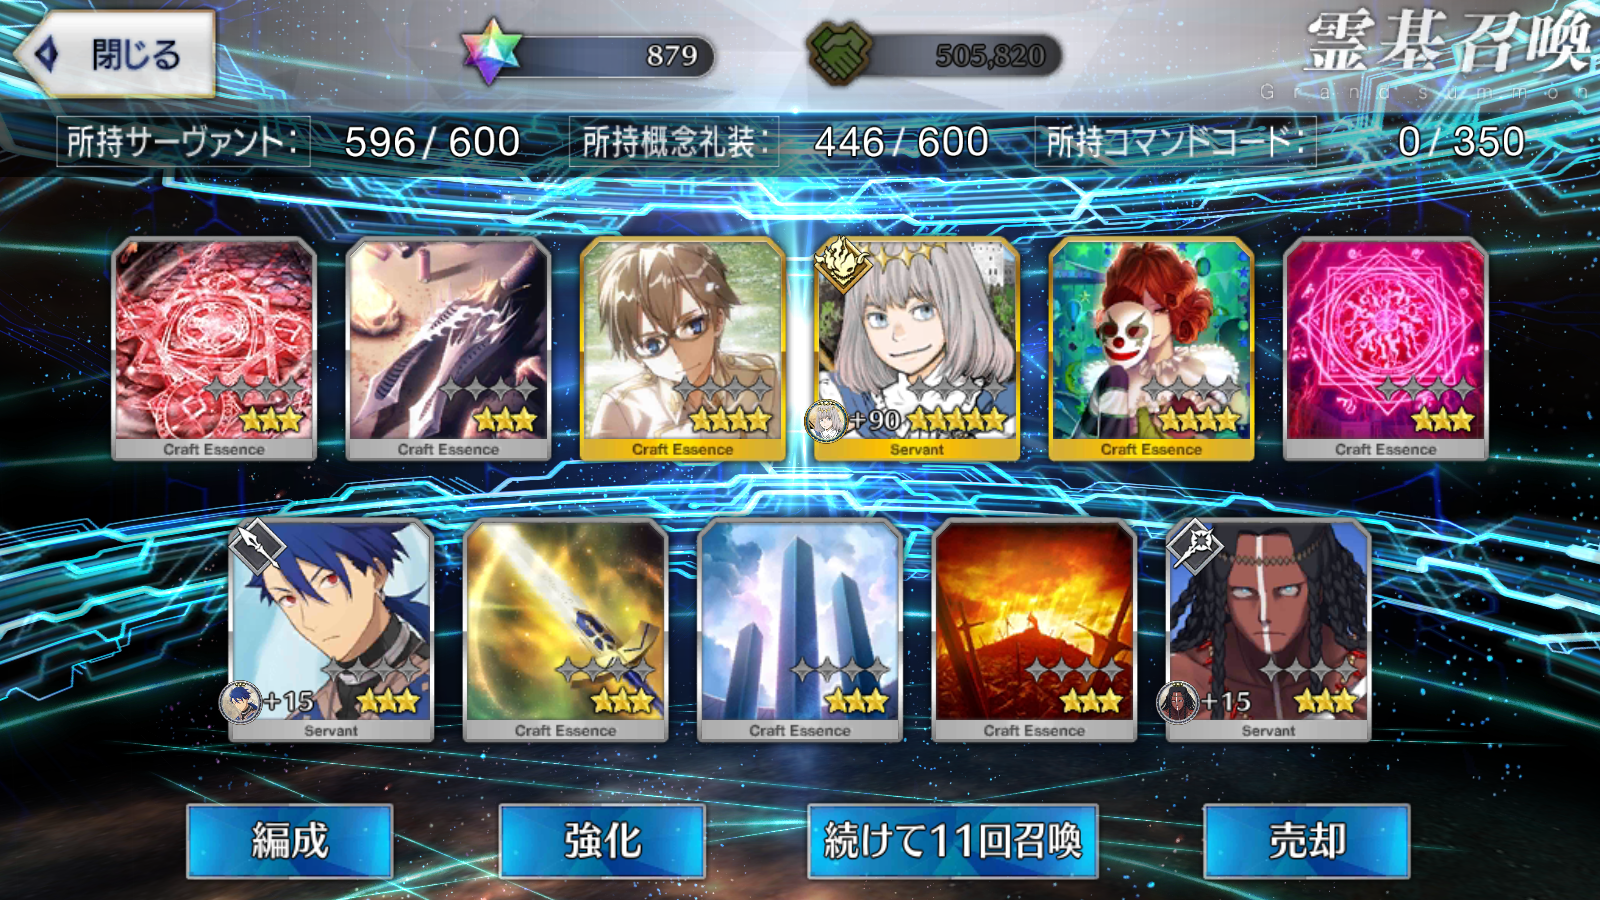 閉じる
879
505,820
霊基召喚
Grand summon
所持サーヴァント:
596 / 600
所持概念礼装:
446 / 600
所持コマンドコード:
0 / 350
Craft Essence
Craft Essence
Craft Essence
+90
Servant
Craft Essence
Craft Essence
+15
Servant
Craft Essence
Craft Essence
Craft Essence
+15
Servant
編成
強化
続けて11回召喚
売却